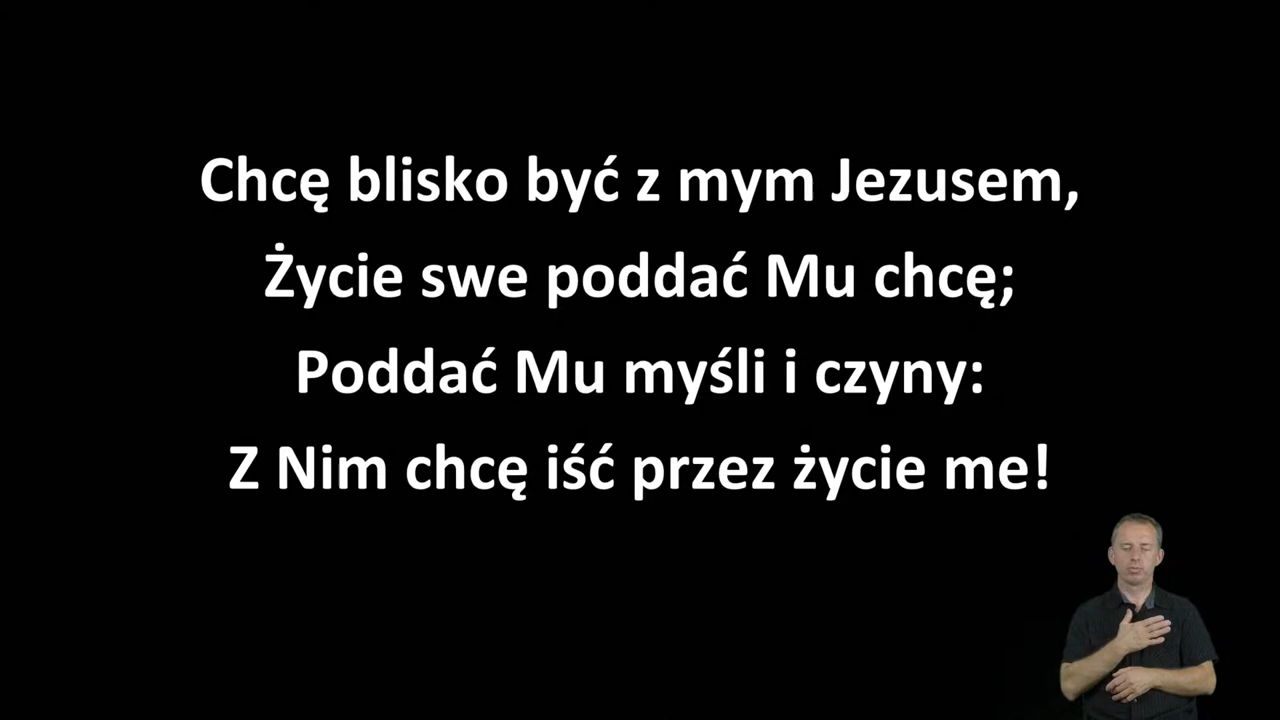 Chcę blisko być z mym Jezusem,
Życie swe poddać Mu chcę;
Poddać Mu myśli i czyny:
Z Nim chcę iść przez życie me!